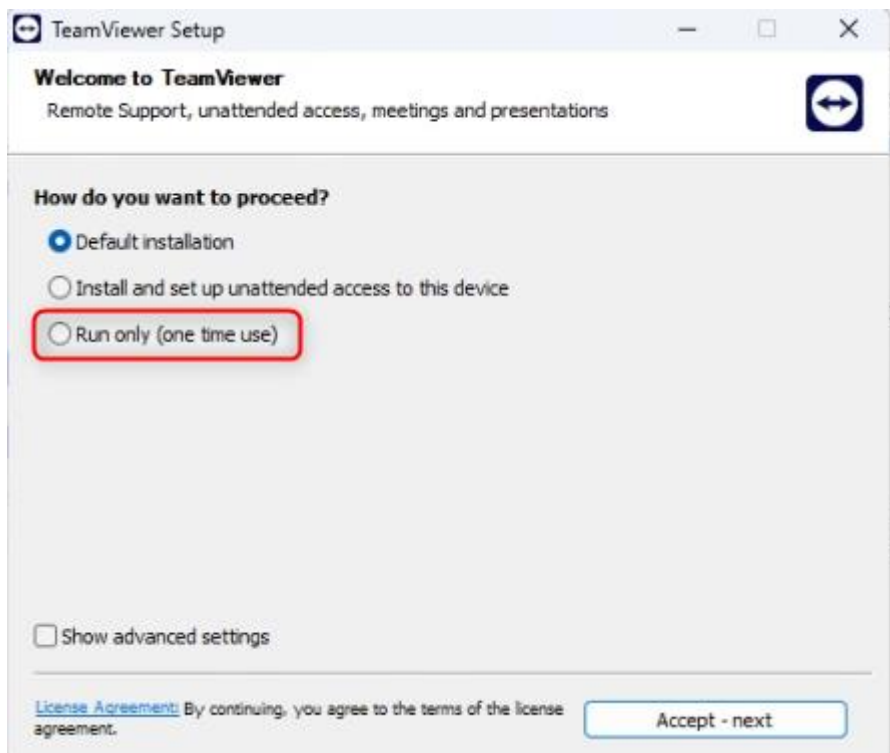 TeamViewer Setup
Welcome to TeamViewer
Remote Support, unattended access, meetings and presentations
How do you want to proceed?
Default installation
Install and set up unattended access to this device
Run only (one time use)
Show advanced settings
License Agreement: By continuing, you agree to the terms of the license
agreement.
Accept - next